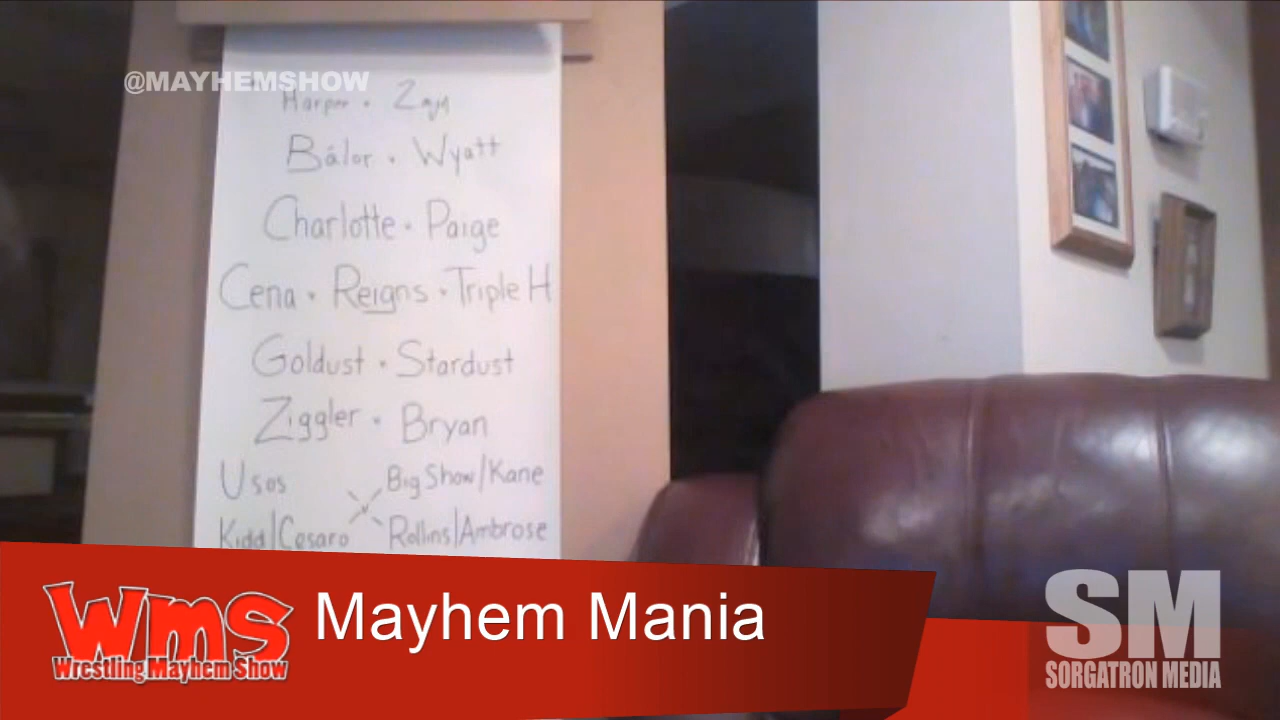 @MAYHEMSHOW
Harper • Zayn
Bálor • Wyatt
Charlotte • Paige
Cena • Reigns • Triple H
Goldust • Stardust
Ziggler • Bryan
Usos Big Show/Kane
Kidd/Cesaro Rollins/Ambrose
wms
Wrestling Mayhem Show
Mayhem Mania
SM
SORGATRON MEDIA